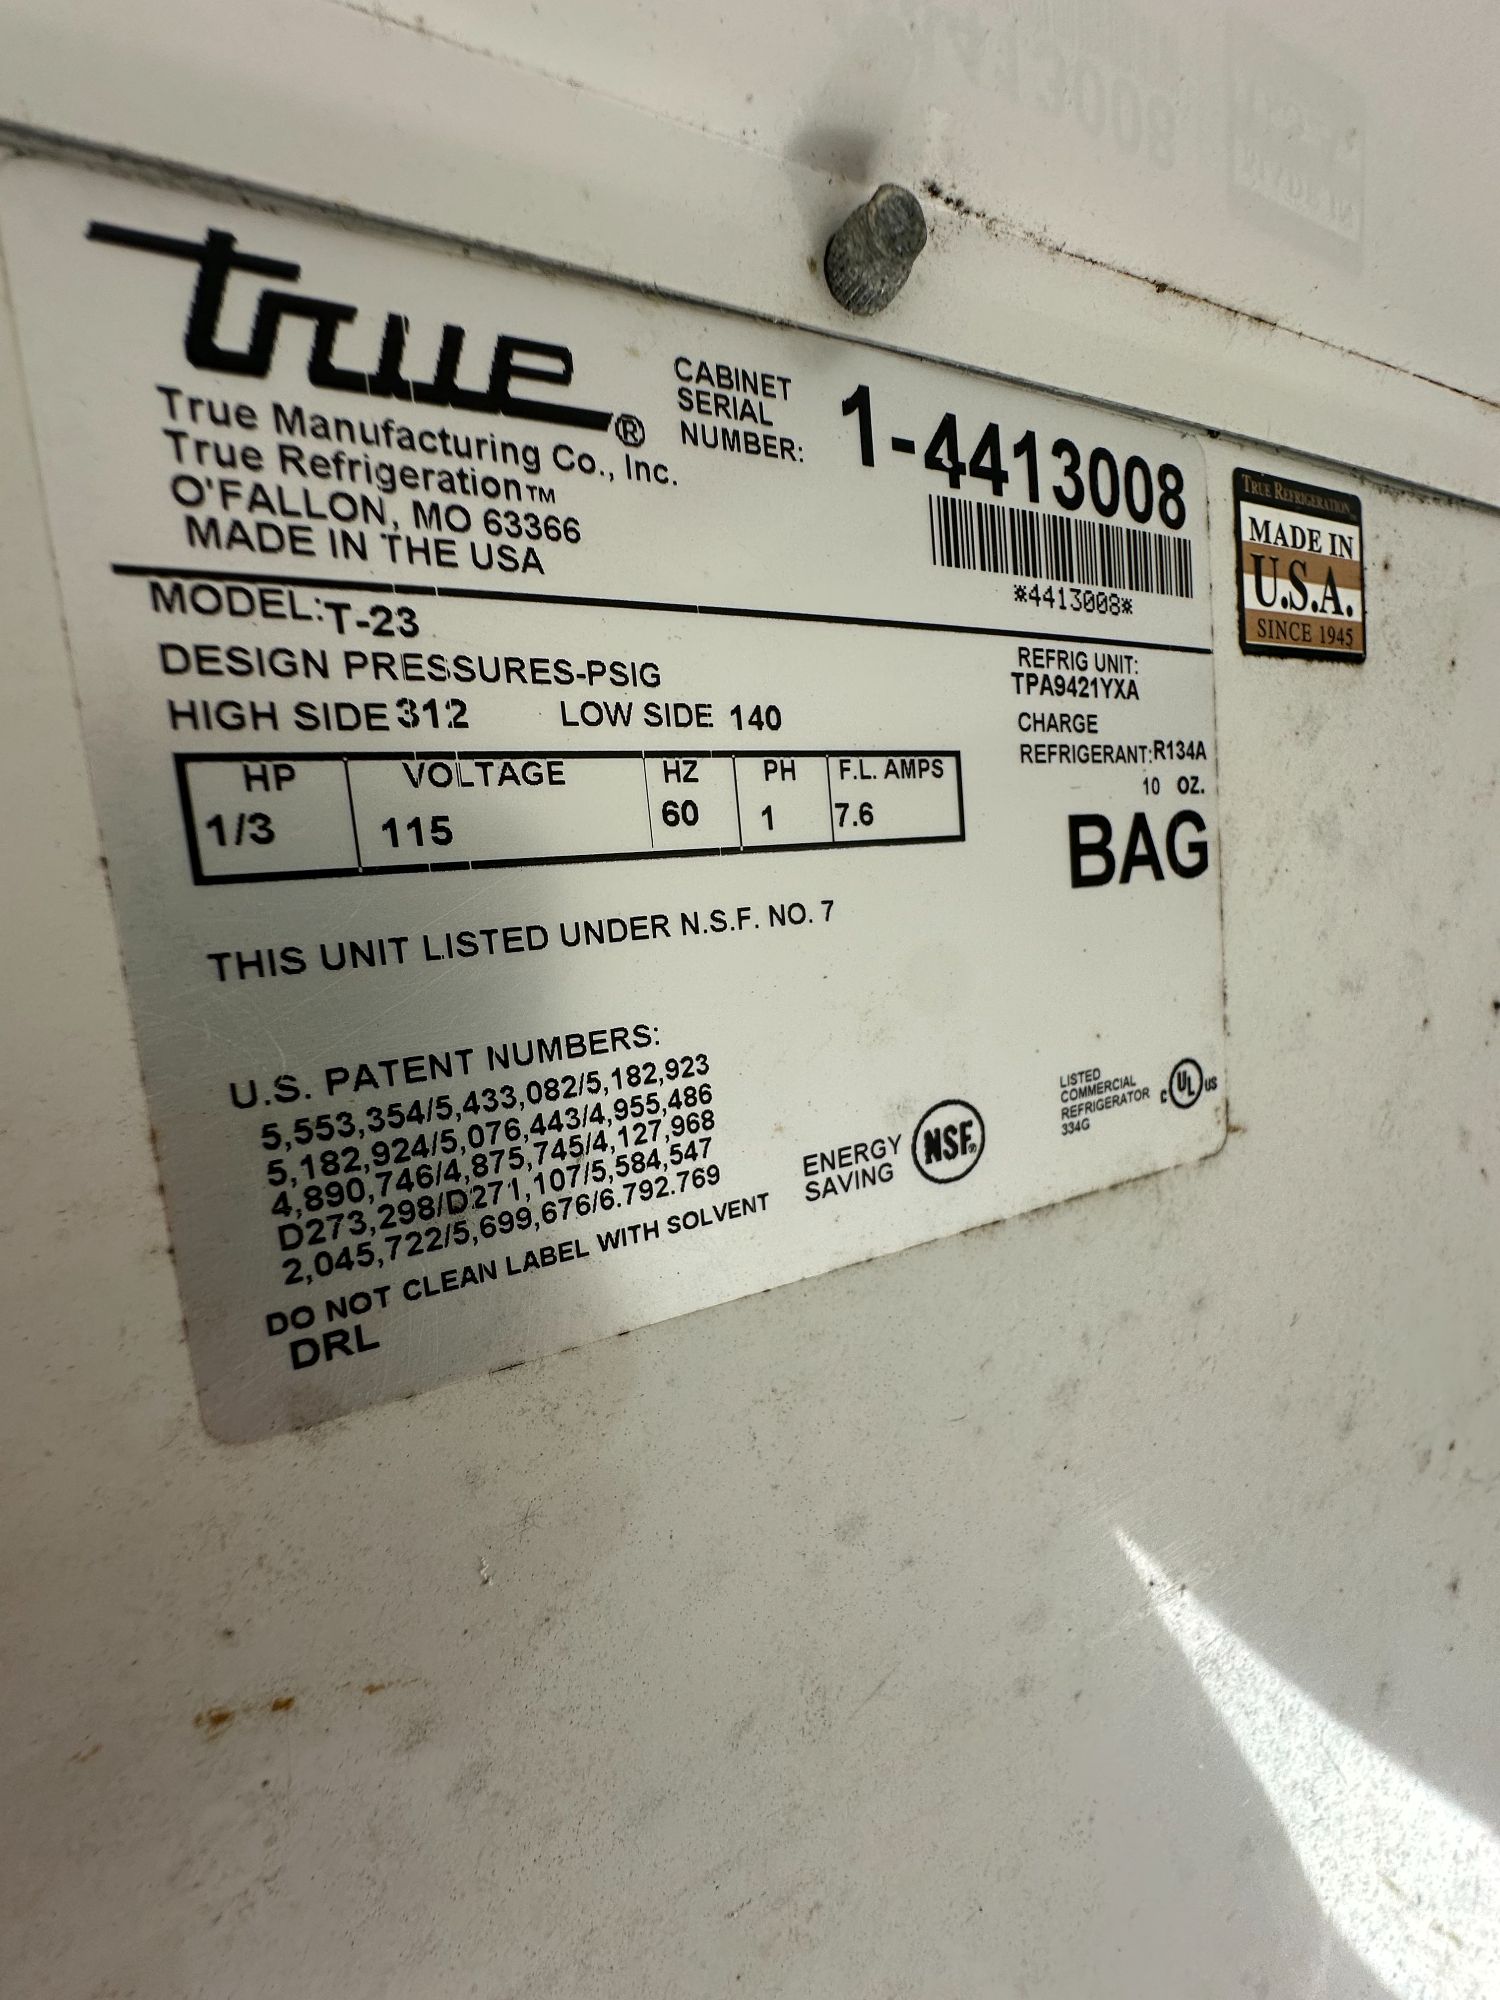 true®
True Manufacturing Co., Inc.
True Refrigeration™
O'FALLON, MO 63366
MADE IN THE USA
CABINET
SERIAL
NUMBER: 1-4413008
*4413008*
TRUE REFRIGERATION
MADE IN
U.S.A.
SINCE 1945
MODEL: T-23
DESIGN PRESSURES-PSIG
HIGH SIDE 312 LOW SIDE 140
REFRIG UNIT:
TPA9421YXA
CHARGE
REFRIGERANT: R134A
10 OZ.
BAG
HP VOLTAGE HZ PH F.L. AMPS
1/3 115 60 1 7.6
THIS UNIT LISTED UNDER N.S.F. NO. 7
U.S. PATENT NUMBERS:
5,553,354/5,433,082/5,182,923
5,182,924/5,076,443/4,955,486
4,890,746/4,875,745/4,127,968
D273,298/D271,107/5,584,547
2,045,722/5,699,676/6.792.769
DO NOT CLEAN LABEL WITH SOLVENT
DRL
ENERGY
SAVING
NSF®
LISTED
COMMERCIAL
REFRIGERATOR
334G
C UL US